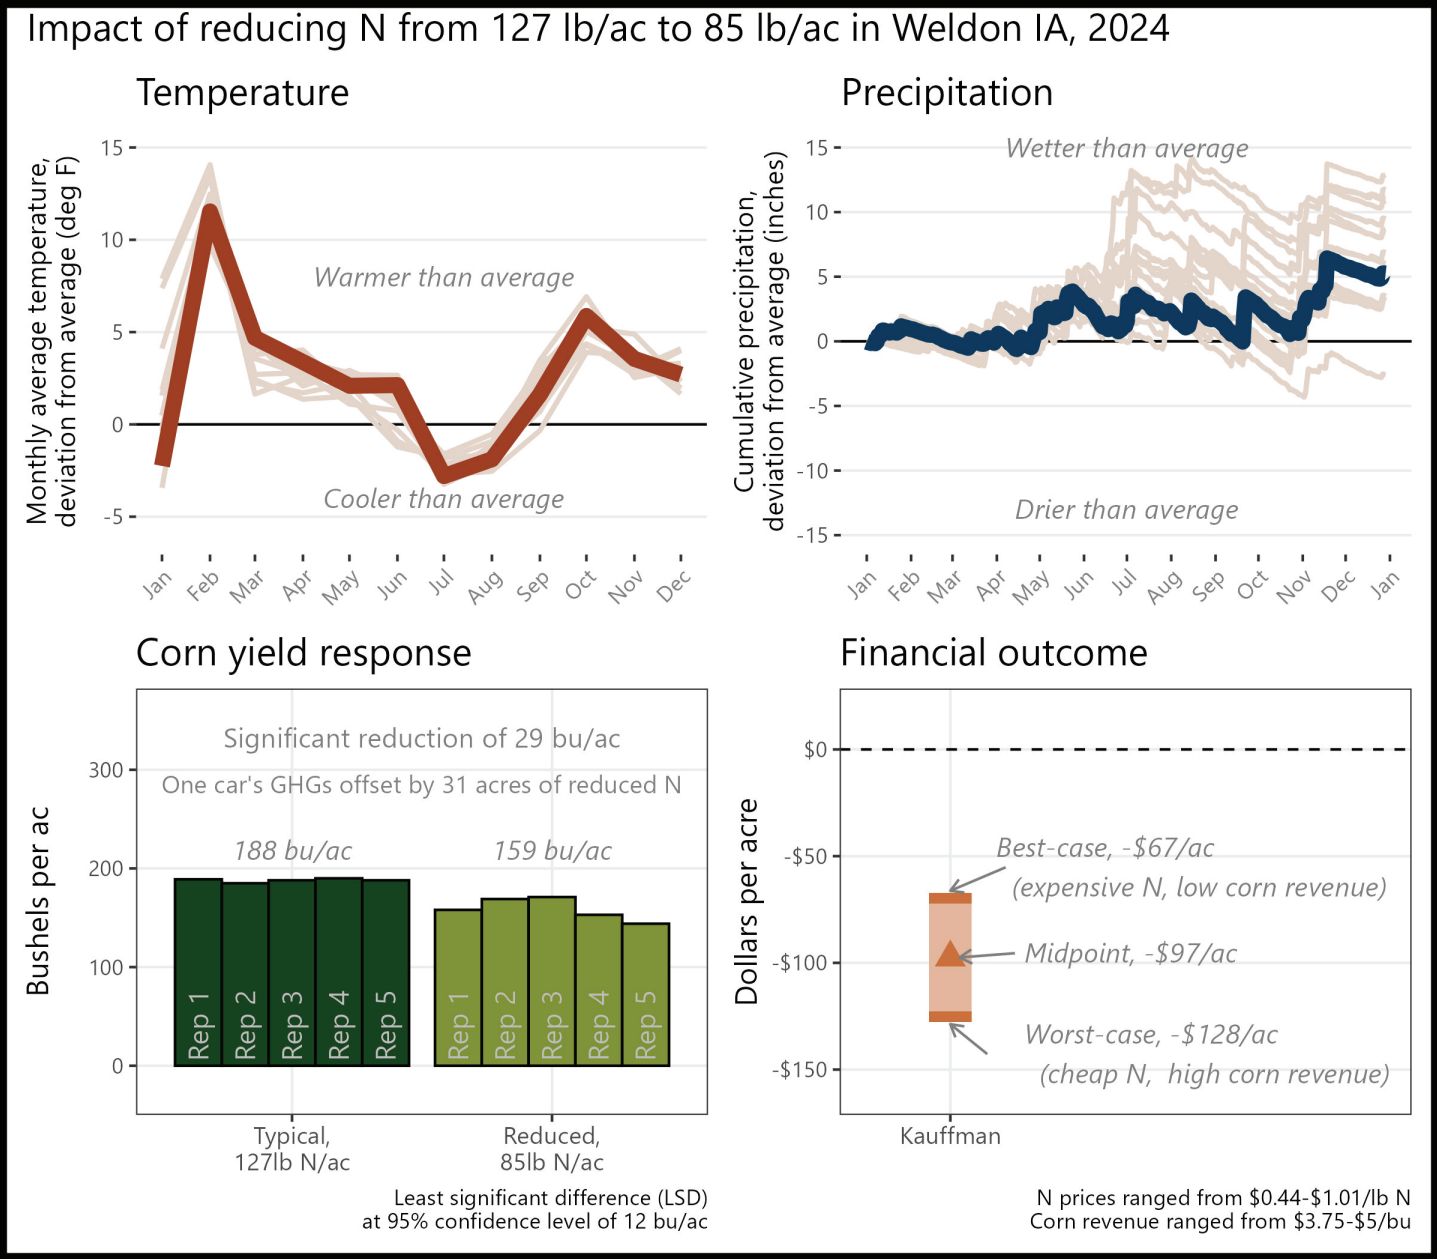 Impact of reducing N from 127 lb/ac to 85 lb/ac in Weldon IA, 2024
Temperature
Monthly average temperature,
deviation from average (deg F)
15
10
5
0
-5
Warmer than average
Cooler than average
Jan
Feb
Mar
Apr
May
Jun
Jul
Aug
Sep
Oct
Nov
Dec
Precipitation
Cumulative precipitation,
deviation from average (inches)
15
10
5
0
-5
-10
-15
Wetter than average
Drier than average
Jan
Feb
Mar
Apr
May
Jun
Jul
Aug
Sep
Oct
Nov
Dec
Jan
Corn yield response
Bushels per ac
300
200
100
0
Significant reduction of 29 bu/ac
One car's GHGs offset by 31 acres of reduced N
188 bu/ac
159 bu/ac
Rep 1
Rep 2
Rep 3
Rep 4
Rep 5
Rep 1
Rep 2
Rep 3
Rep 4
Rep 5
Typical,
127lb N/ac
Reduced,
85lb N/ac
Least significant difference (LSD)
at 95% confidence level of 12 bu/ac
Financial outcome
Dollars per acre
$0
-$50
-$100
-$150
Best-case, -$67/ac
(expensive N, low corn revenue)
Midpoint, -$97/ac
Worst-case, -$128/ac
(cheap N, high corn revenue)
Kauffman
N prices ranged from $0.44-$1.01/lb N
Corn revenue ranged from $3.75-$5/bu